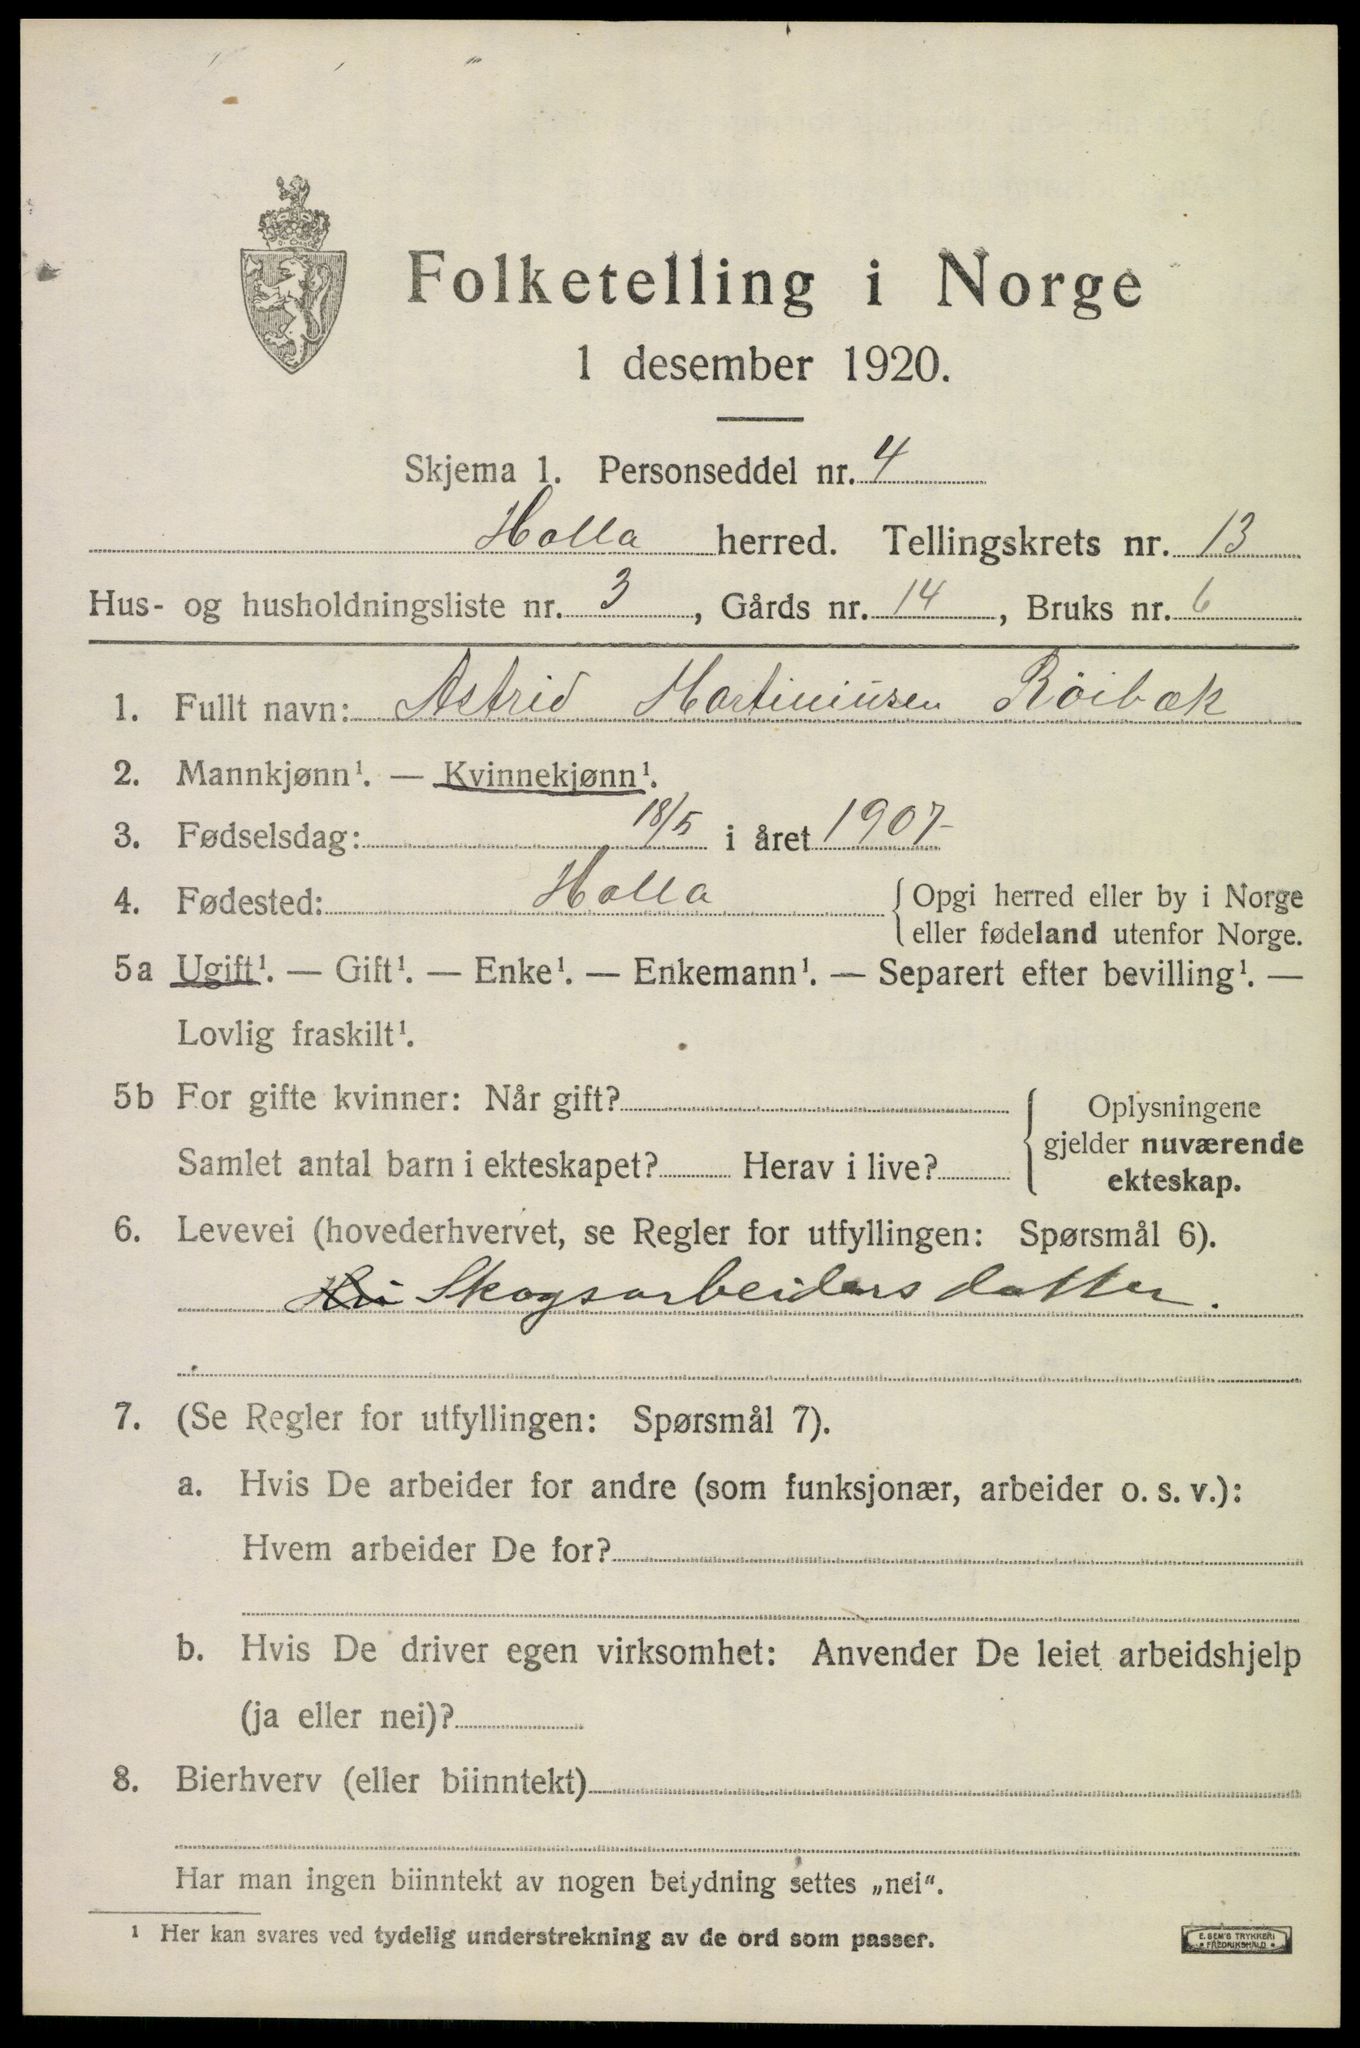 Folketelling i Norge
1 desember 1920.
Skjema 1. Personseddel nr. 4
Holla herred. Tellingskrets nr. 13
Hus- og husholdningsliste nr. 3, Gårds nr. 14, Bruks nr. 6
1. Fullt navn: Astrid Martiniusen Röibæk
2. Mannkjønn¹. — Kvinnekjønn¹.
3. Fødselsdag: 18/5 i året 1907
4. Fødested: Holla {Opgi herred eller by i Norge
eller fødeland utenfor Norge.
5a Ugift¹. — Gift¹. — Enke¹. — Enkemann¹. — Separert efter bevilling¹. —
Lovlig fraskilt¹.
5b For gifte kvinner: Når gift?
Samlet antal barn i ekteskapet? Herav i live?
{Oplysningene
gjelder nuværende
ekteskap.
6. Levevei (hovederhvervet, se Regler for utfyllingen: Spørsmål 6).
Skogsarbeiders datter.
7. (Se Regler for utfyllingen: Spørsmål 7).
a. Hvis De arbeider for andre (som funksjonær, arbeider o. s. v.):
Hvem arbeider De for?
b. Hvis De driver egen virksomhet: Anvender De leiet arbeidshjelp
(ja eller nei)?
8. Bierhverv (eller biinntekt)
Har man ingen biinntekt av nogen betydning settes „nei“.
¹ Her kan svares ved tydelig understrekning av de ord som passer.
E. SEM'S TRYKKERI
FREDRIKSHALD